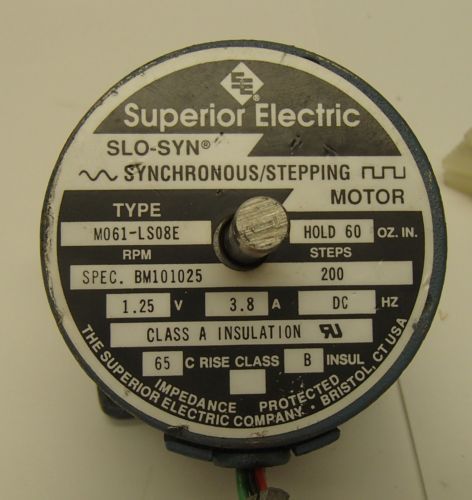 SE®
Superior Electric
SLO-SYN®
SYNCHRONOUS/STEPPING
MOTOR
TYPE
M061-LS08E HOLD 60 OZ. IN.
RPM STEPS
SPEC. BM101025 200
1.25 V 3.8 A DC HZ
CLASS A INSULATION RU
65 C RISE CLASS B INSUL
IMPEDANCE PROTECTED
THE SUPERIOR ELECTRIC COMPANY • BRISTOL, CT USA